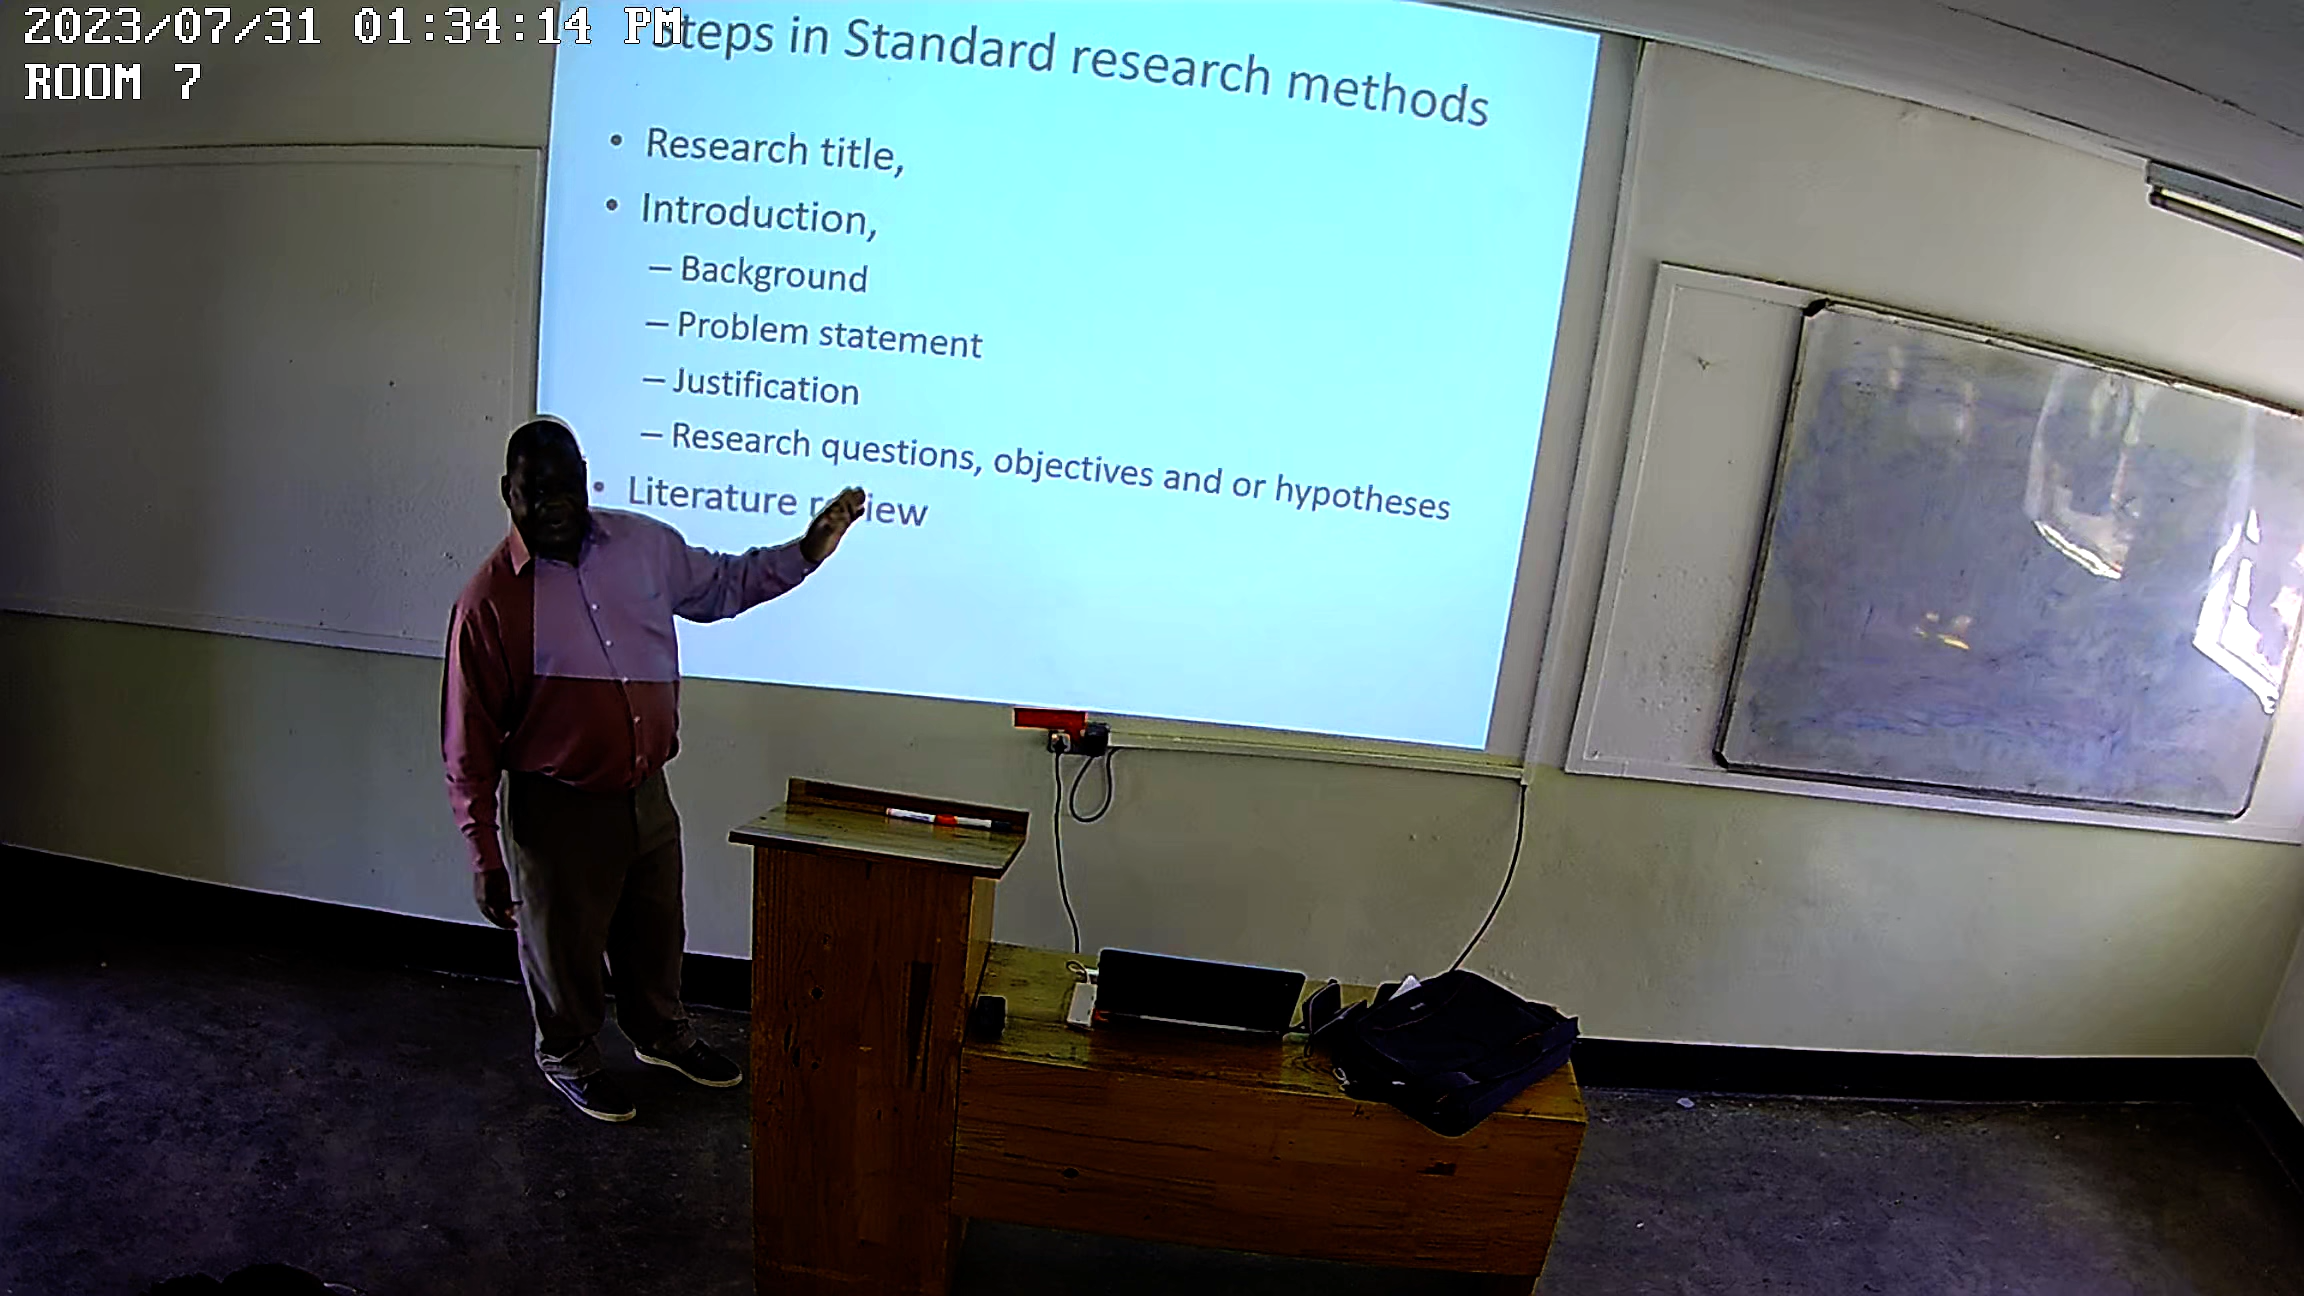 2023/07/31 01:34:14 PM
ROOM 7
Steps in Standard research methods
• Research title,
• Introduction,
– Background
– Problem statement
– Justification
– Research questions, objectives and or hypotheses
• Literature review